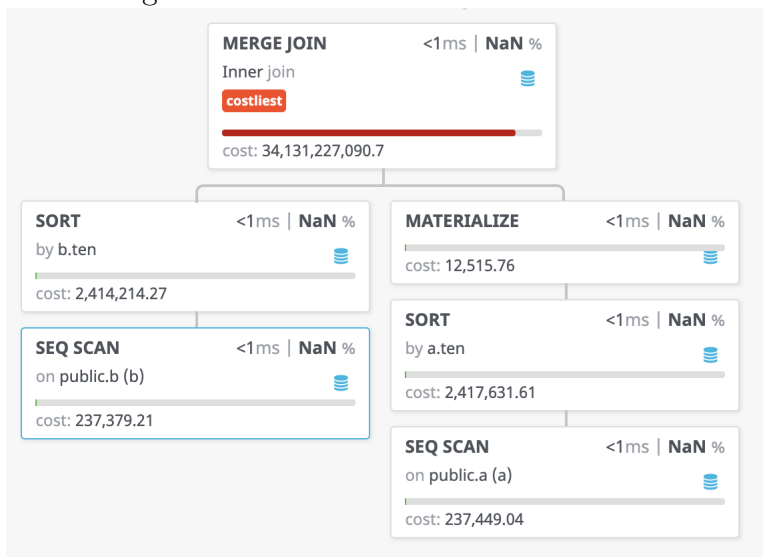 MERGE JOIN <1ms | NaN %
Inner join
costliest
cost: 34,131,227,090.7
SORT <1ms | NaN %
by b.ten
cost: 2,414,214.27
SEQ SCAN <1ms | NaN %
on public.b (b)
cost: 237,379.21
MATERIALIZE <1ms | NaN %
cost: 12,515.76
SORT <1ms | NaN %
by a.ten
cost: 2,417,631.61
SEQ SCAN <1ms | NaN %
on public.a (a)
cost: 237,449.04